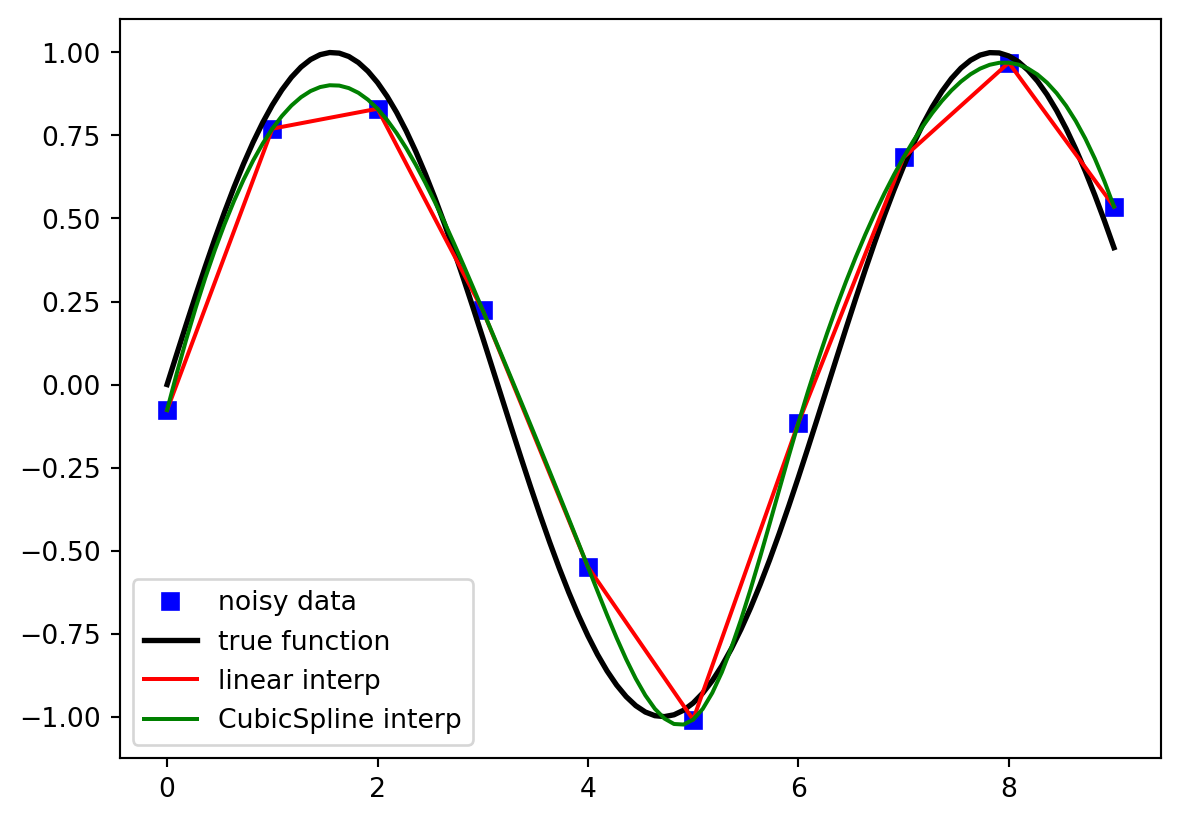 1.00
0.75
0.50
0.25
0.00
−0.25
−0.50
−0.75
−1.00
noisy data
true function
linear interp
CubicSpline interp
0 2 4 6 8